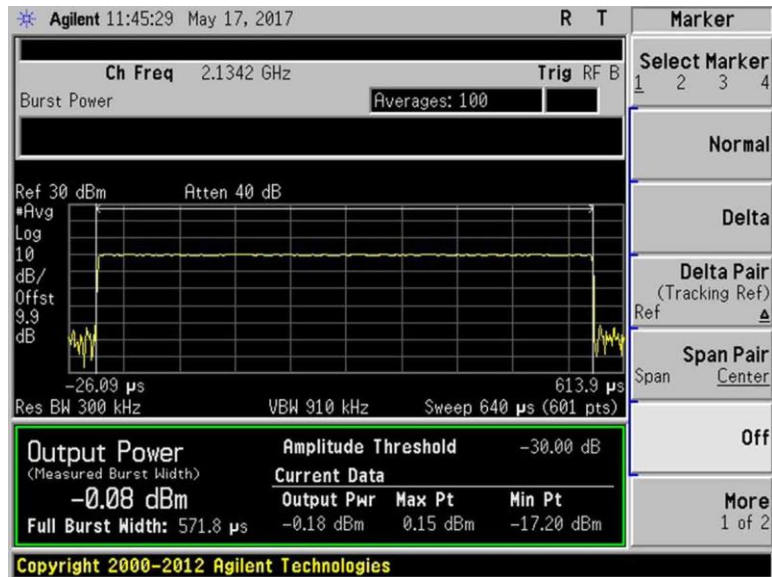 Agilent 11:45:29 May 17, 2017 R T
Marker
Select Marker
1 2 3 4
Normal
Delta
Delta Pair
(Tracking Ref)
Ref Δ
Span Pair
Span Center
Off
More
1 of 2
Ch Freq 2.1342 GHz Trig RF B
Burst Power Averages: 100
Ref 30 dBm Atten 40 dB
#Avg
Log
10
dB/
Offst
9.9
dB
-26.09 µs 613.9 µs
Res BW 300 kHz VBW 910 kHz Sweep 640 µs (601 pts)
Output Power
(Measured Burst Width)
-0.08 dBm
Full Burst Width: 571.8 µs
Amplitude Threshold -30.00 dB
Current Data
Output Pwr Max Pt Min Pt
-0.18 dBm 0.15 dBm -17.20 dBm
Copyright 2000-2012 Agilent Technologies